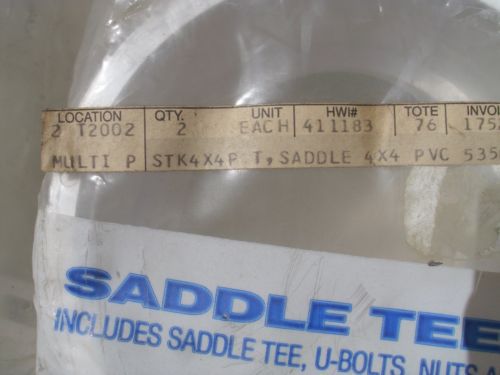 LOCATION QTY. UNIT HWI# TOTE INVOI
2 T2002 2 EACH 411183 76 175
MULTI P STK4X4P T, SADDLE 4X4 PVC 535
SADDLE TEE
INCLUDES SADDLE TEE, U-BOLTS, NUTS A